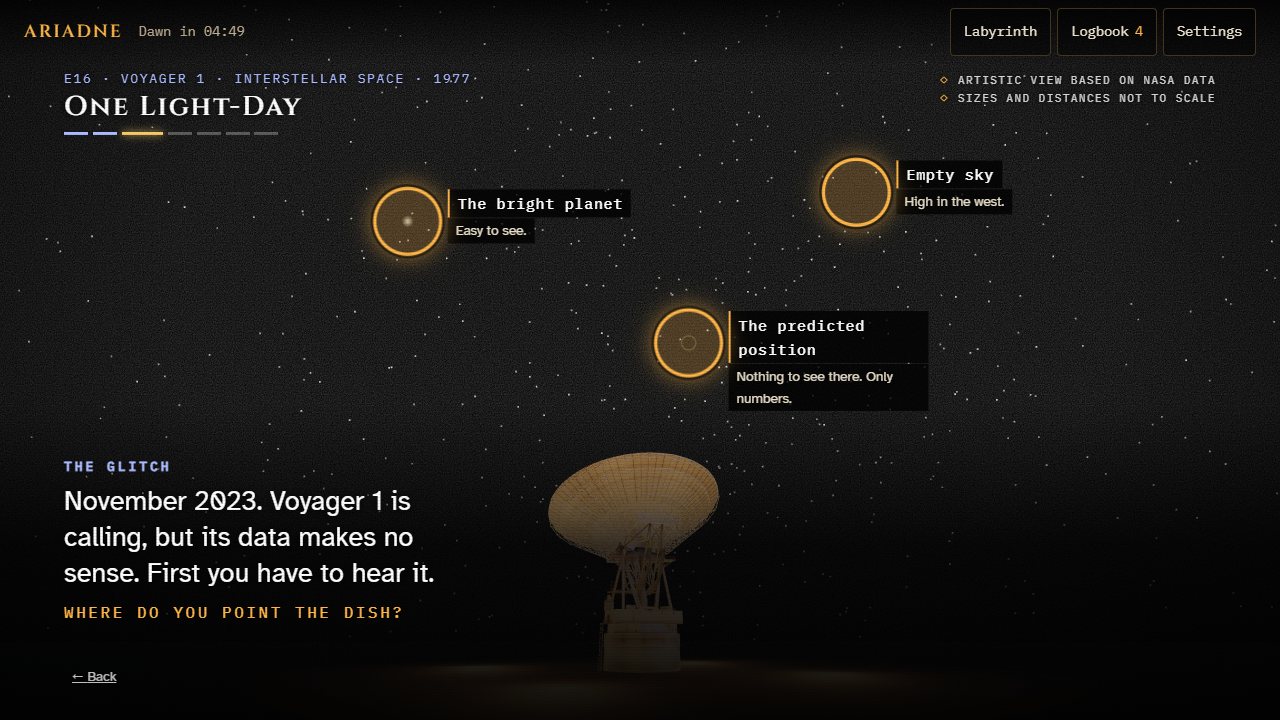 ARIADNE Dawn in 04:49
Labyrinth Logbook 4 Settings
E16 · VOYAGER 1 · INTERSTELLAR SPACE · 1977
One Light-Day
◇ ARTISTIC VIEW BASED ON NASA DATA
◇ SIZES AND DISTANCES NOT TO SCALE
The bright planet
Easy to see.
Empty sky
High in the west.
The predicted
position
Nothing to see there. Only
numbers.
THE GLITCH
November 2023. Voyager 1 is
calling, but its data makes no
sense. First you have to hear it.
WHERE DO YOU POINT THE DISH?
← Back